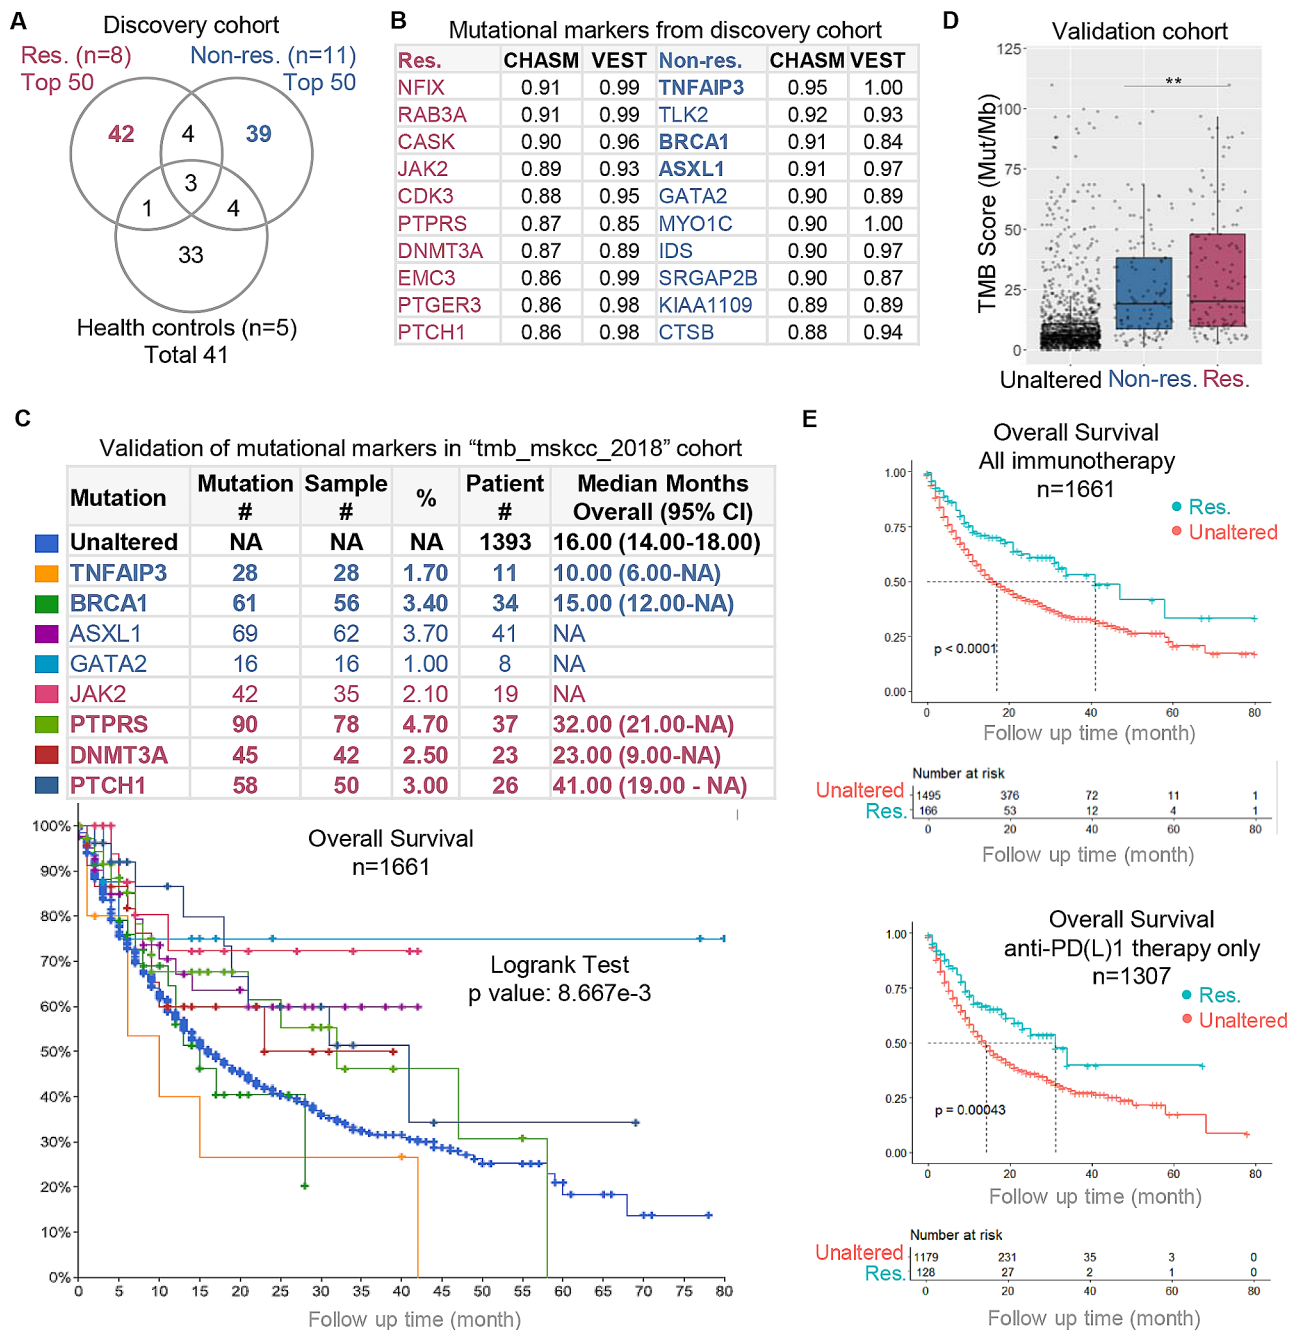 A
Discovery cohort
Res. (n=8) Non-res. (n=11)
Top 50 Top 50
42 4 39
3
1 4
33
Health controls (n=5)
Total 41
B
Mutational markers from discovery cohort
Res. CHASM VEST Non-res. CHASM VEST
NFIX 0.91 0.99 TNFAIP3 0.95 1.00
RAB3A 0.91 0.99 TLK2 0.92 0.93
CASK 0.90 0.96 BRCA1 0.91 0.84
JAK2 0.89 0.93 ASXL1 0.91 0.97
CDK3 0.88 0.95 GATA2 0.90 0.89
PTPRS 0.87 0.85 MYO1C 0.90 1.00
DNMT3A 0.87 0.89 IDS 0.90 0.97
EMC3 0.86 0.99 SRGAP2B 0.90 0.87
PTGER3 0.86 0.98 KIAA1109 0.89 0.89
PTCH1 0.86 0.98 CTSB 0.88 0.94
D
Validation cohort
TMB Score (Mut/Mb)
125
100
75
50
25
0
**
Unaltered Non-res. Res.
C
Validation of mutational markers in “tmb_mskcc_2018” cohort
Mutation Mutation # Sample # % Patient # Median Months Overall (95% CI)
Unaltered NA NA NA 1393 16.00 (14.00-18.00)
TNFAIP3 28 28 1.70 11 10.00 (6.00-NA)
BRCA1 61 56 3.40 34 15.00 (12.00-NA)
ASXL1 69 62 3.70 41 NA
GATA2 16 16 1.00 8 NA
JAK2 42 35 2.10 19 NA
PTPRS 90 78 4.70 37 32.00 (21.00-NA)
DNMT3A 45 42 2.50 23 23.00 (9.00-NA)
PTCH1 58 50 3.00 26 41.00 (19.00 - NA)
Overall Survival
n=1661
Logrank Test
p value: 8.667e-3
100%
90%
80%
70%
60%
50%
40%
30%
20%
10%
0%
0 5 10 15 20 25 30 35 40 45 50 55 60 65 70 75 80
Follow up time (month)
E
Overall Survival
All immunotherapy
n=1661
Res.
Unaltered
1.00
0.75
0.50
0.25
0.00
p < 0.0001
0 20 40 60 80
Follow up time (month)
Number at risk
Unaltered 1495 376 72 11 1
Res. 166 53 12 4 1
0 20 40 60 80
Follow up time (month)
Overall Survival
anti-PD(L)1 therapy only
n=1307
Res.
Unaltered
1.00
0.75
0.50
0.25
0.00
p = 0.00043
0 20 40 60 80
Follow up time (month)
Number at risk
Unaltered 1179 231 35 3 0
Res. 128 27 2 1 0
0 20 40 60 80
Follow up time (month)